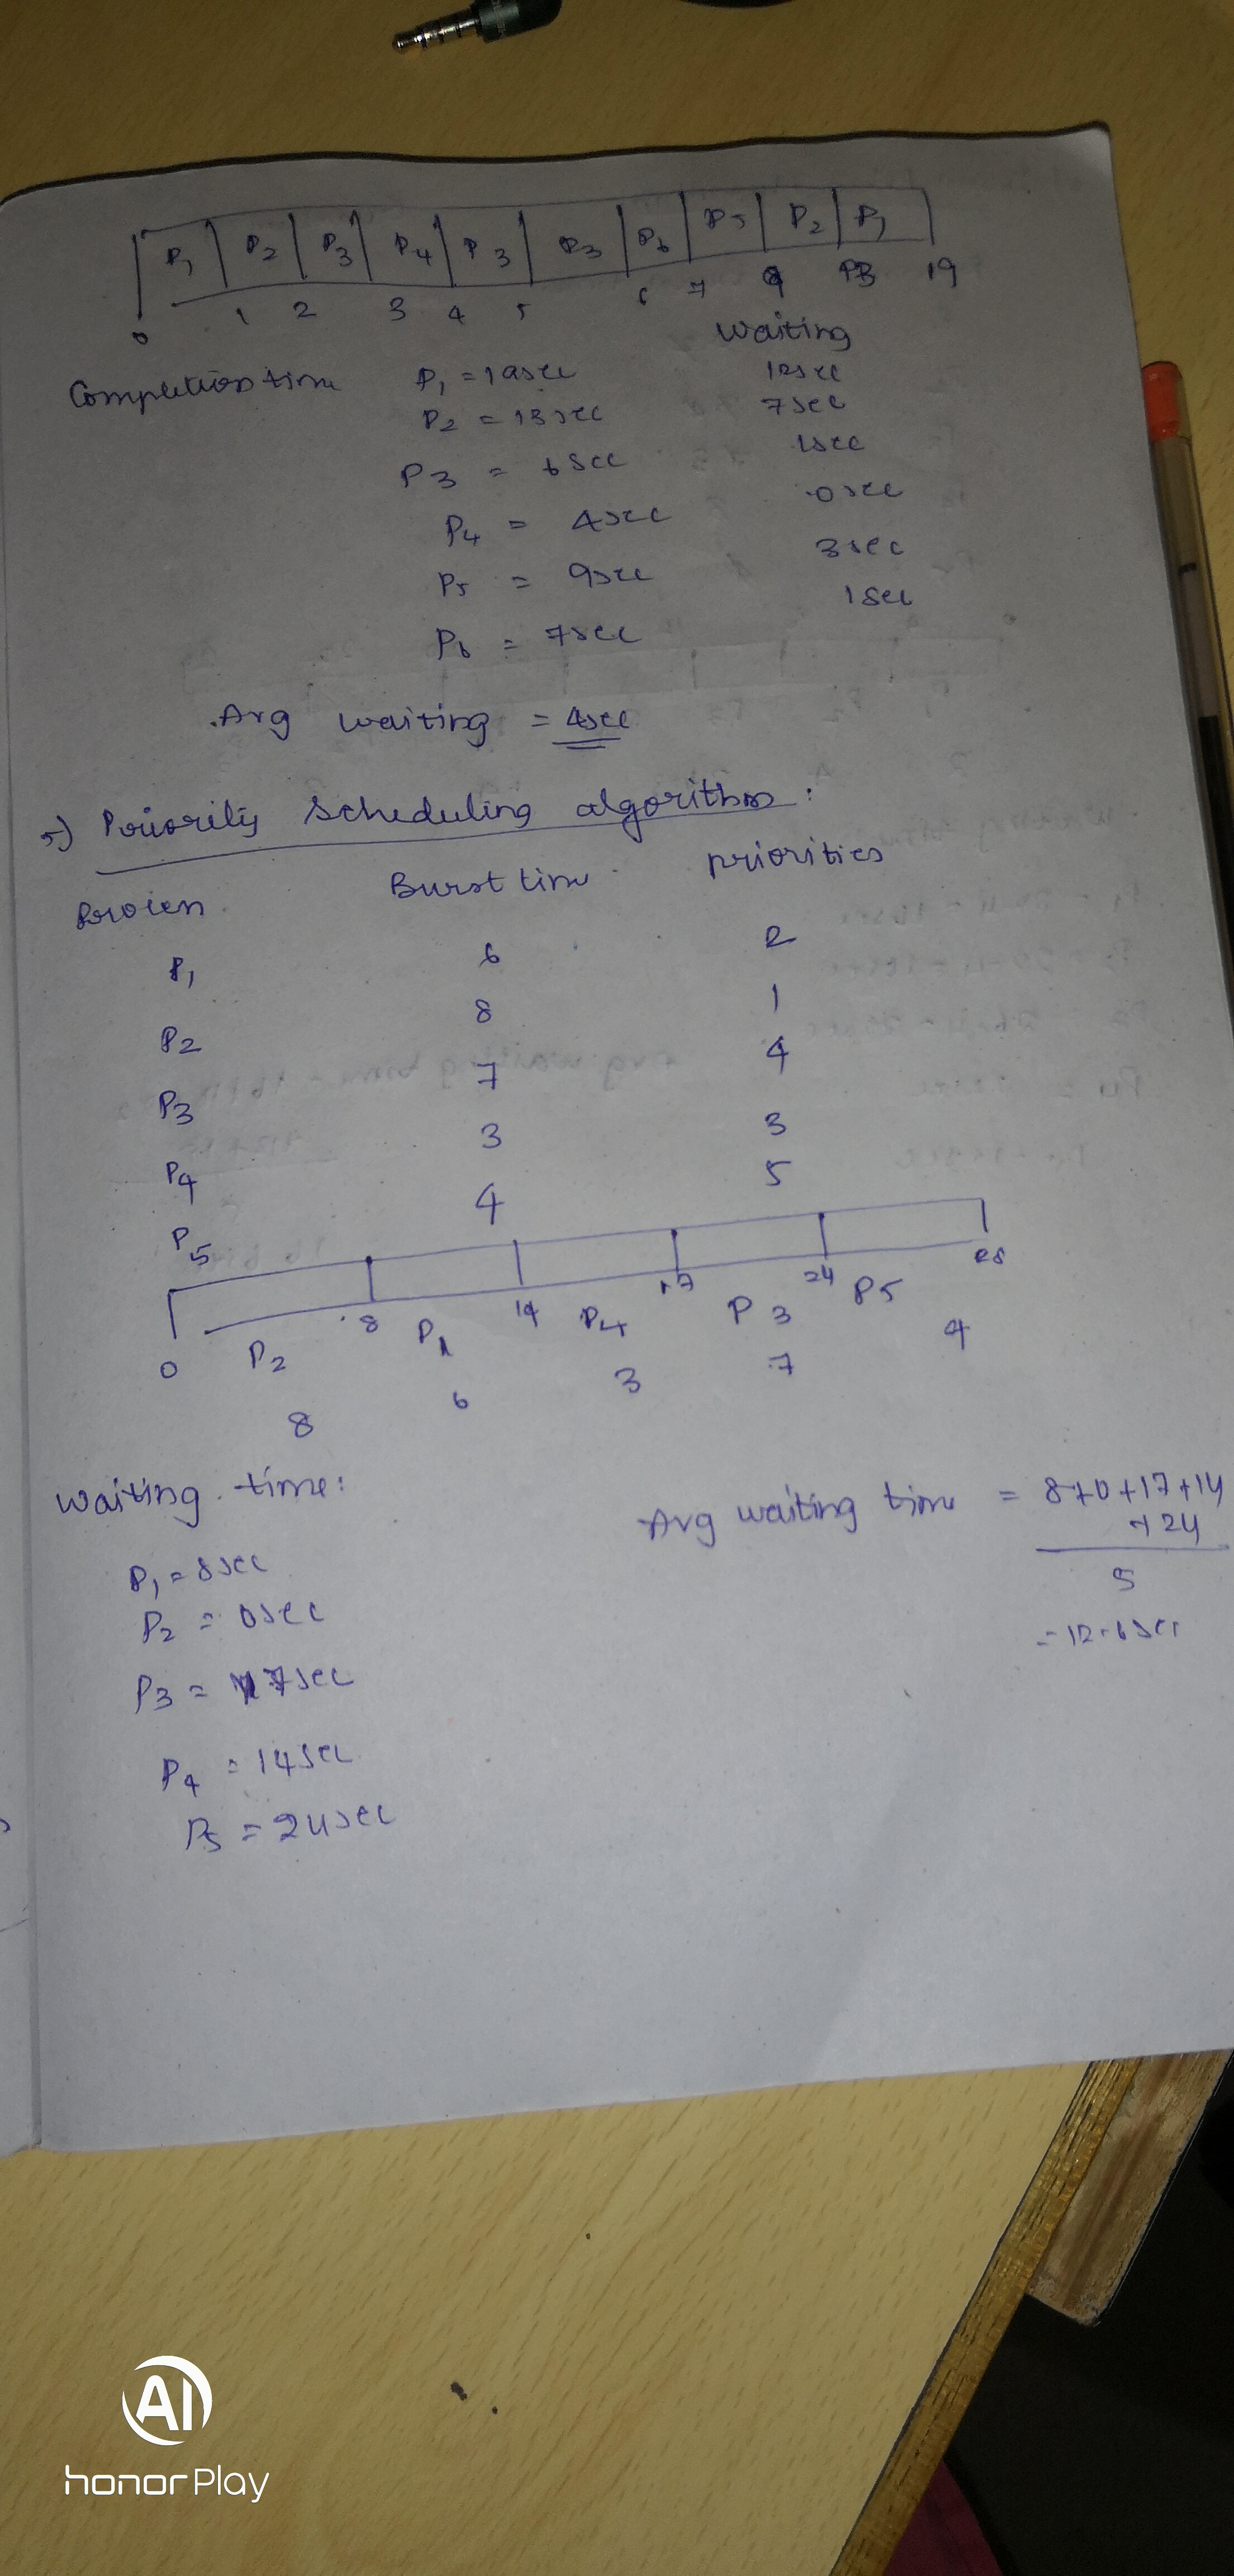 P1 P2 P3 P4 P3 P3 P6 P5 P2 P1
0 1 2 3 4 5 6 7 9 13 19
waiting
Completion time P1 = 19sec 12sec
P2 = 13sec 7sec
P3 = 6sec 1sec
P4 = 4sec 0sec
P5 = 9sec 3sec
P6 = 7sec 1sec
Avg waiting = 4sec
5) Priority Scheduling algorithm :
Process Burst time priorities
P1 6 2
P2 8 1
P3 7 4
P4 3 3
P5 4 5
0 8 14 17 24 28
P2 P1 P4 P3 P5
8 6 3 7 4
waiting time:
P1 = 8sec
P2 = 0sec
P3 = 17sec
P4 = 14sec
P5 = 24sec
Avg waiting time = 8+0+17+14
+24
5
= 12.6sec
AI
honor Play